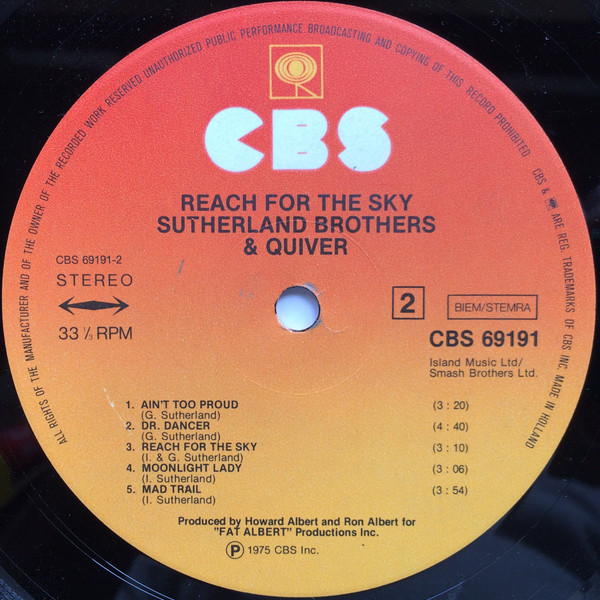 ALL RIGHTS OF THE MANUFACTURER AND OF THE OWNER OF THE RECORDED WORK RESERVED UNAUTHORIZED PUBLIC PERFORMANCE BROADCASTING AND COPYING OF THIS RECORD PROHIBITED CBS & ARE REG. TRADEMARKS OF CBS INC. MADE IN HOLLAND
CBS
REACH FOR THE SKY
SUTHERLAND BROTHERS
& QUIVER
CBS 69191-2
STEREO
33 ⅓ RPM
2
BIEM/STEMRA
CBS 69191
Island Music Ltd/
Smash Brothers Ltd.
1. AIN'T TOO PROUD (3 : 20)
(G. Sutherland)
2. DR. DANCER (4 : 40)
(G. Sutherland)
3. REACH FOR THE SKY (3 : 10)
(I. & G. Sutherland)
4. MOONLIGHT LADY (3 : 06)
(I. Sutherland)
5. MAD TRAIL (3 : 54)
(I. Sutherland)
Produced by Howard Albert and Ron Albert for
"FAT ALBERT" Productions Inc.
℗ 1975 CBS Inc.